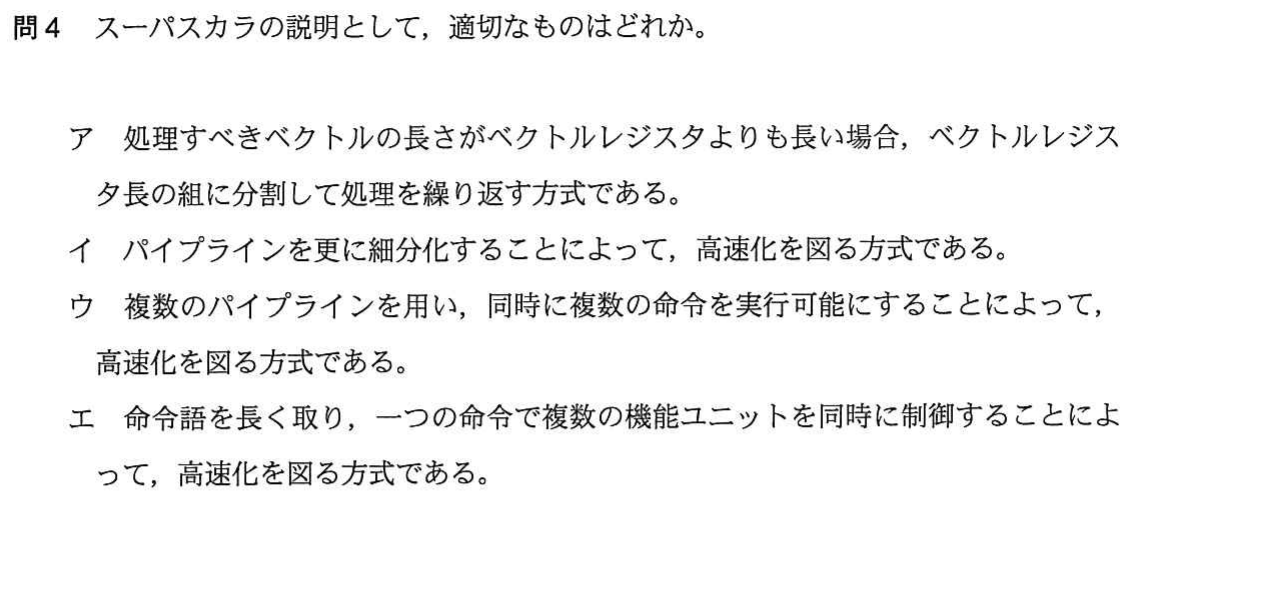 問4 スーパスカラの説明として，適切なものはどれか。
ア 処理すべきベクトルの長さがベクトルレジスタよりも長い場合，ベクトルレジス
タ長の組に分割して処理を繰り返す方式である。
イ パイプラインを更に細分化することによって，高速化を図る方式である。
ウ 複数のパイプラインを用い，同時に複数の命令を実行可能にすることによって，
高速化を図る方式である。
エ 命令語を長く取り，一つの命令で複数の機能ユニットを同時に制御することによ
って，高速化を図る方式である。